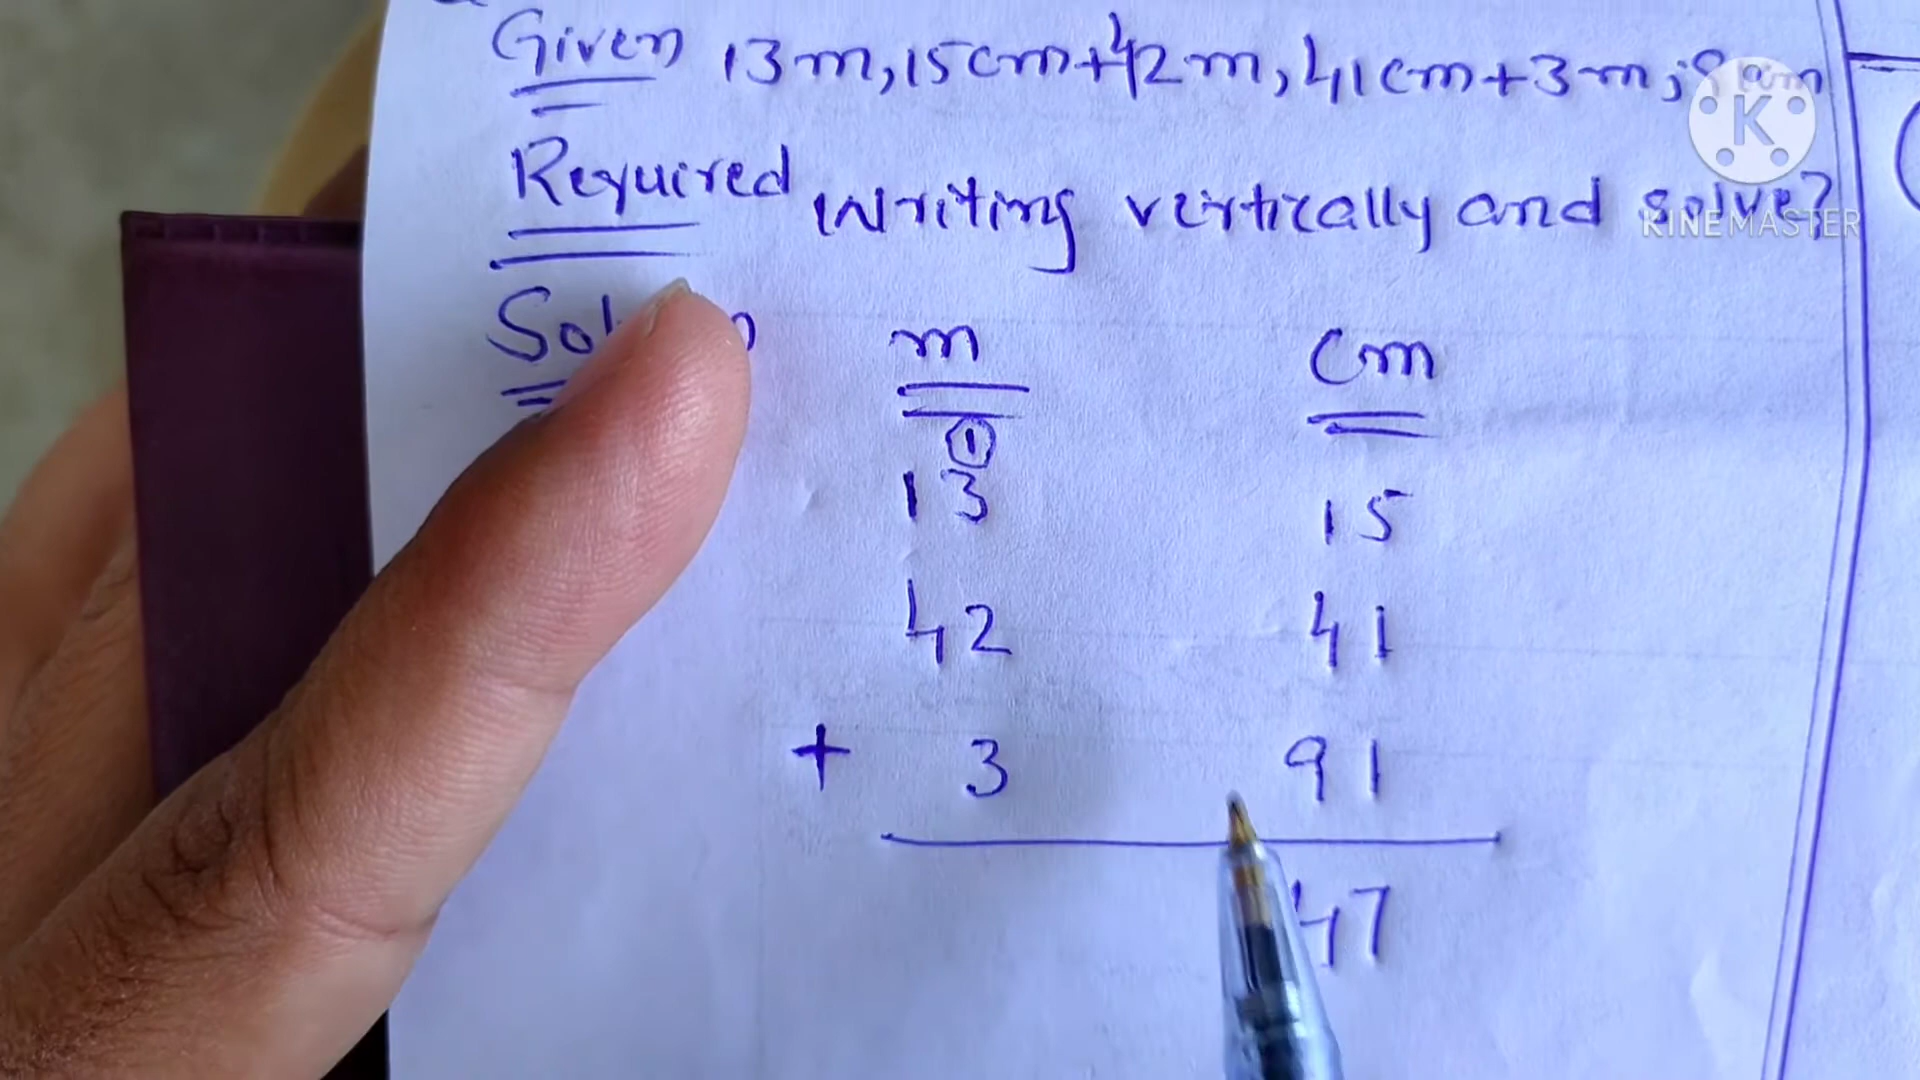 Given 13m, 15cm + 42m, 41cm + 3m, cm
Required Writing vertically and solve?
K
KINEMASTER
m cm
1
13 15
42 41
+ 3 91
47